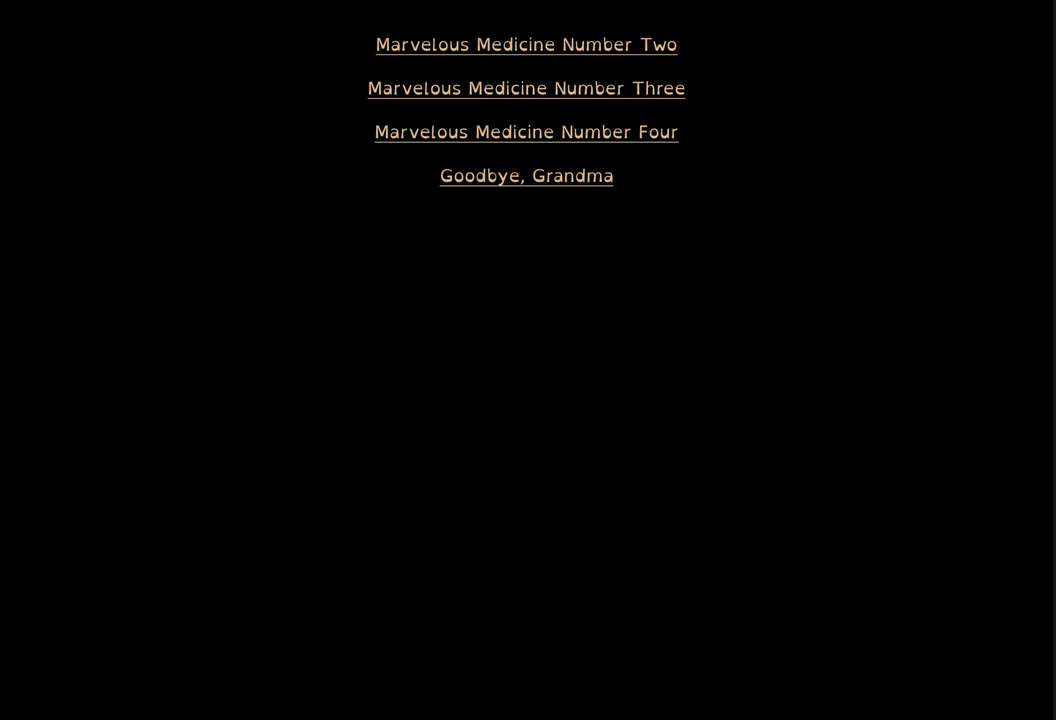 Marvelous Medicine Number Two
Marvelous Medicine Number Three
Marvelous Medicine Number Four
Goodbye, Grandma